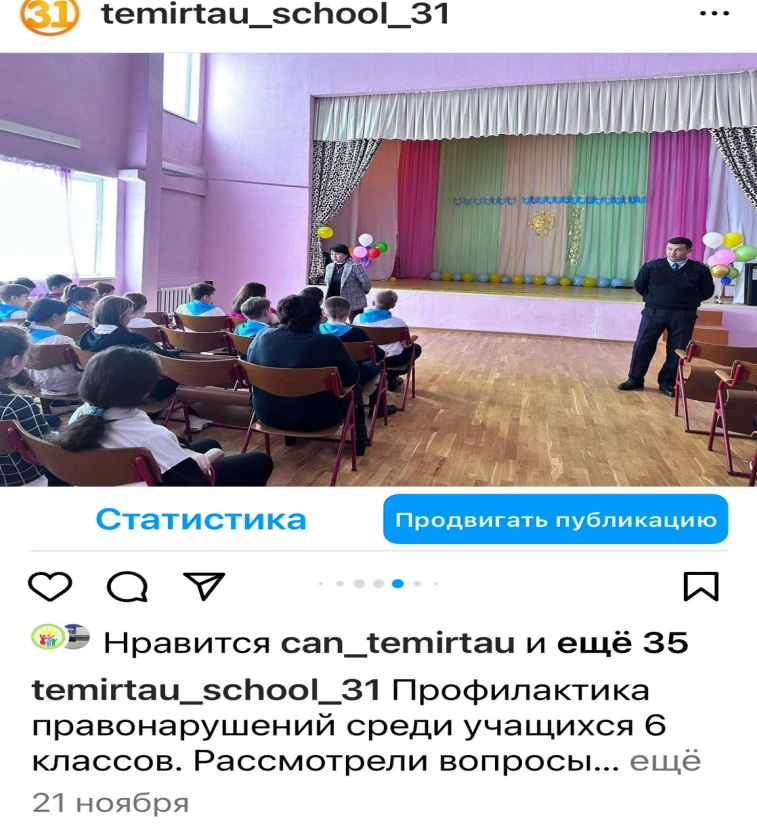 31 temirtau_school_31
Статистика
Продвигать публикацию
Нравится can_temirtau и ещё 35
temirtau_school_31 Профилактика
правонарушений среди учащихся 6
классов. Рассмотрели вопросы... ещё
21 ноября